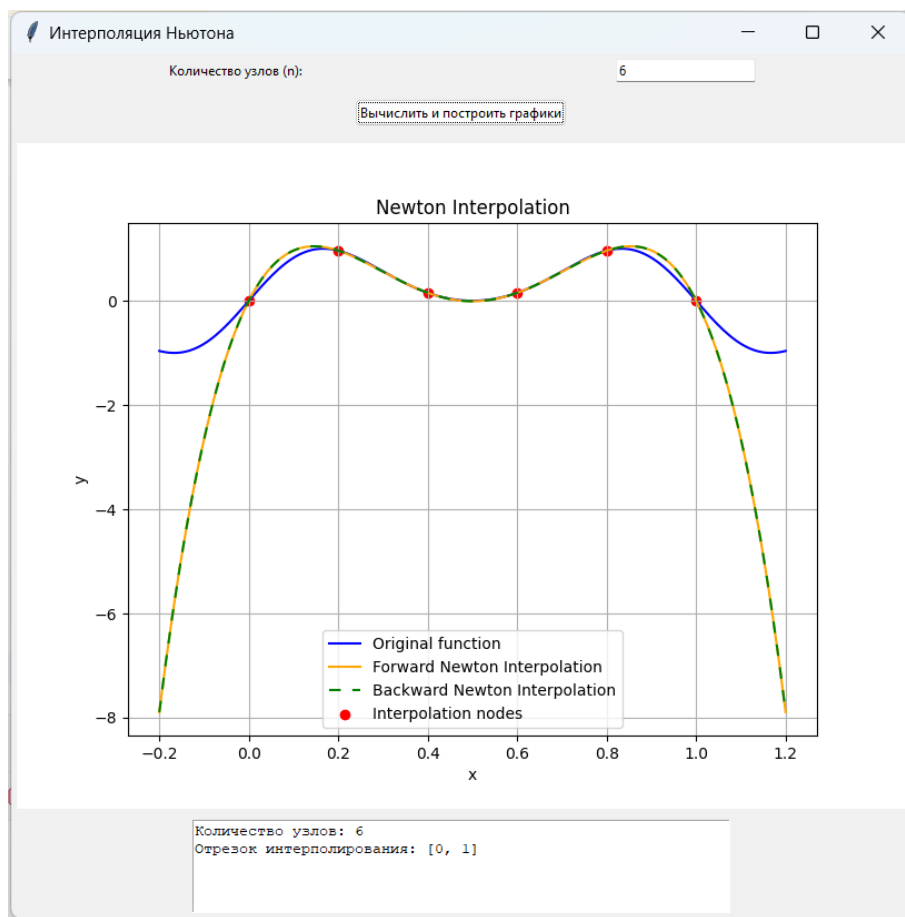 Интерполяция Ньютона
Количество узлов (n): 6
Вычислить и построить графики
Newton Interpolation
0
−2
−4
−6
−8
y
Original function
Forward Newton Interpolation
Backward Newton Interpolation
Interpolation nodes
−0.2 0.0 0.2 0.4 0.6 0.8 1.0 1.2
x
Количество узлов: 6
Отрезок интерполирования: [0, 1]